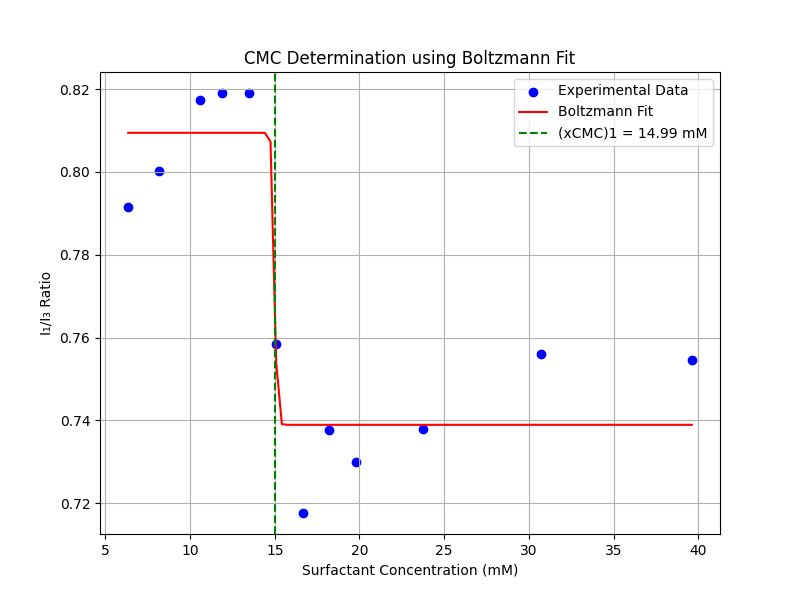 CMC Determination using Boltzmann Fit
Experimental Data
Boltzmann Fit
(xCMC)1 = 14.99 mM
I₁/I₃ Ratio
0.82
0.80
0.78
0.76
0.74
0.72
5 10 15 20 25 30 35 40
Surfactant Concentration (mM)